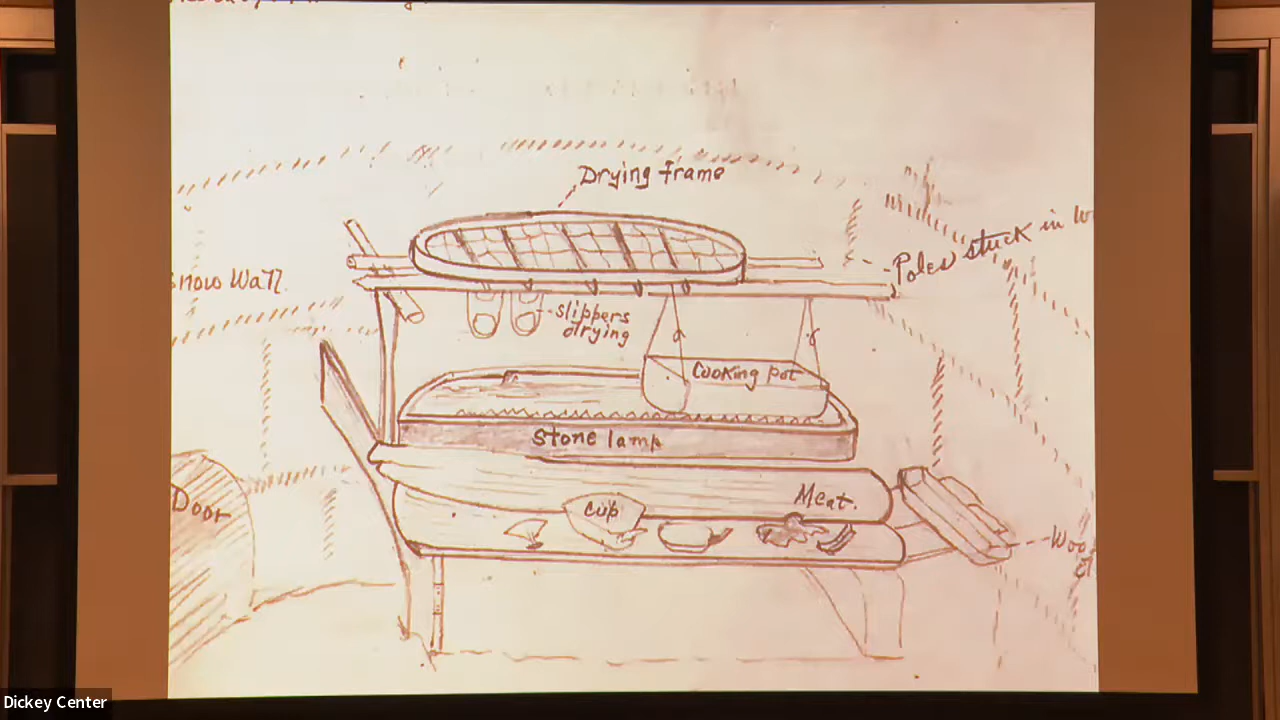 Drying frame
Poles stuck in
Snow Wall
slippers
drying
Cooking pot
Stone lamp
Meat.
cup
Door
Dickey Center